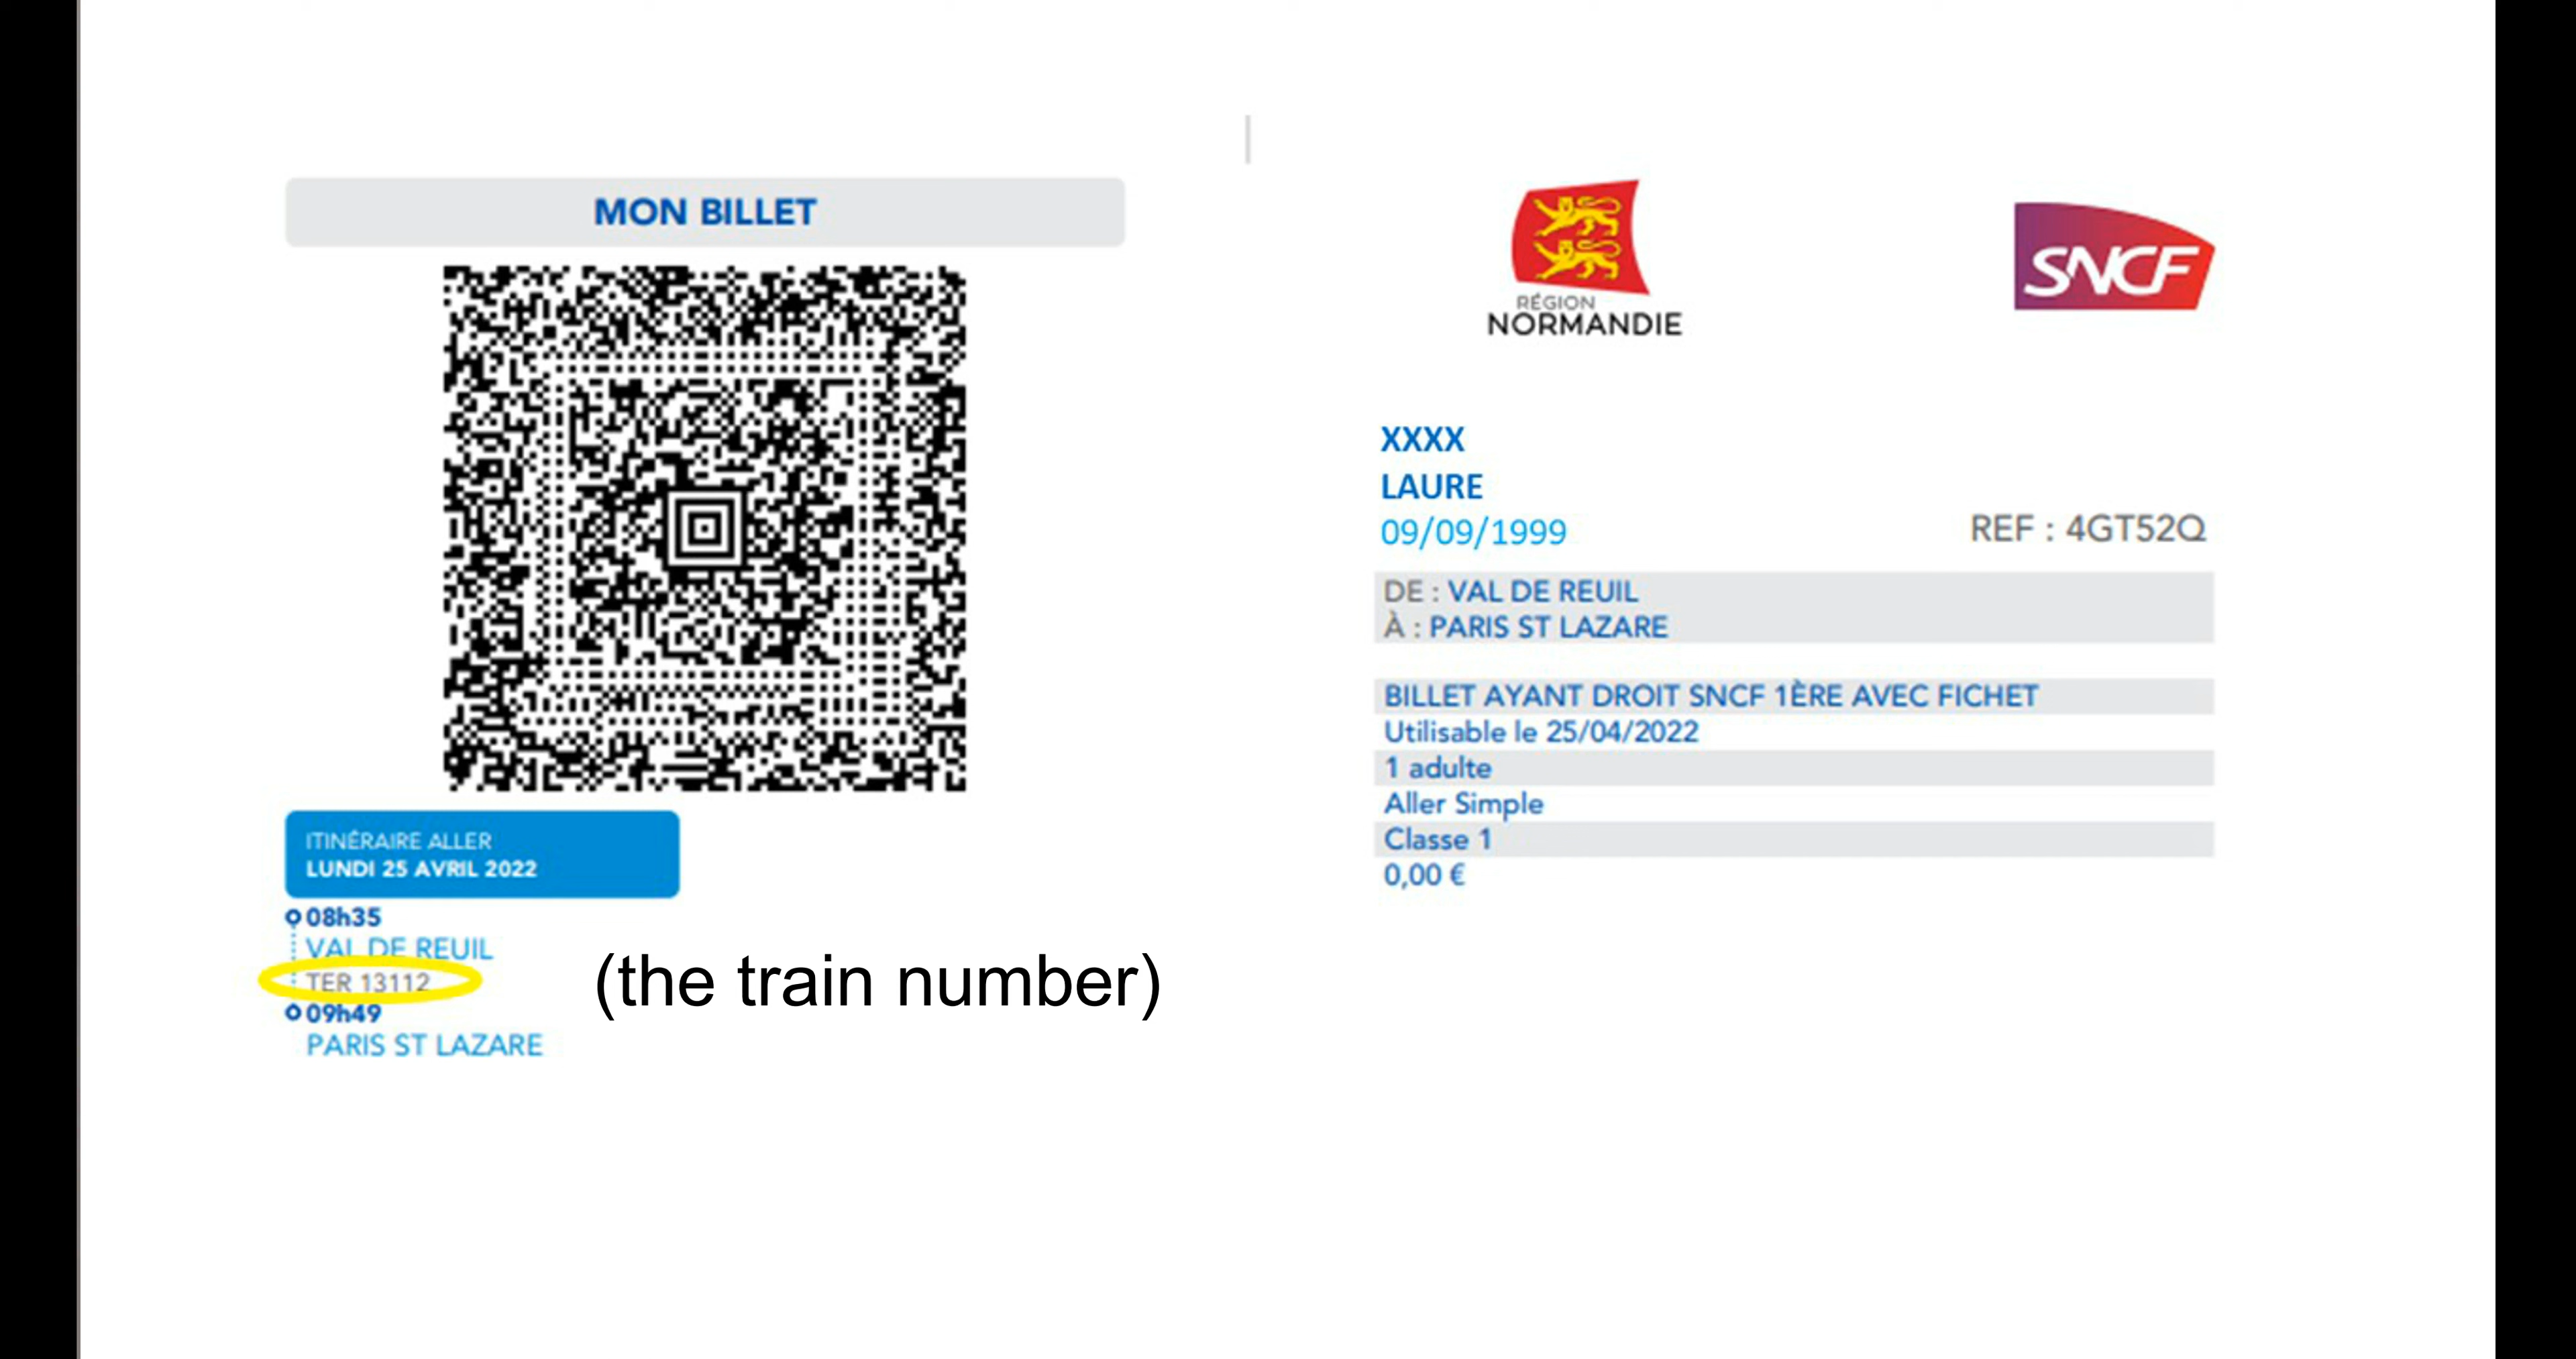 MON BILLET
ITINÉRAIRE ALLER
LUNDI 25 AVRIL 2022
08h35
VAL DE REUIL
TER 13112
(the train number)
09h49
PARIS ST LAZARE
RÉGION
NORMANDIE
SNCF
XXXX
LAURE
09/09/1999
REF : 4GT52Q
DE : VAL DE REUIL
À : PARIS ST LAZARE
BILLET AYANT DROIT SNCF 1ÈRE AVEC FICHET
Utilisable le 25/04/2022
1 adulte
Aller Simple
Classe 1
0,00 €